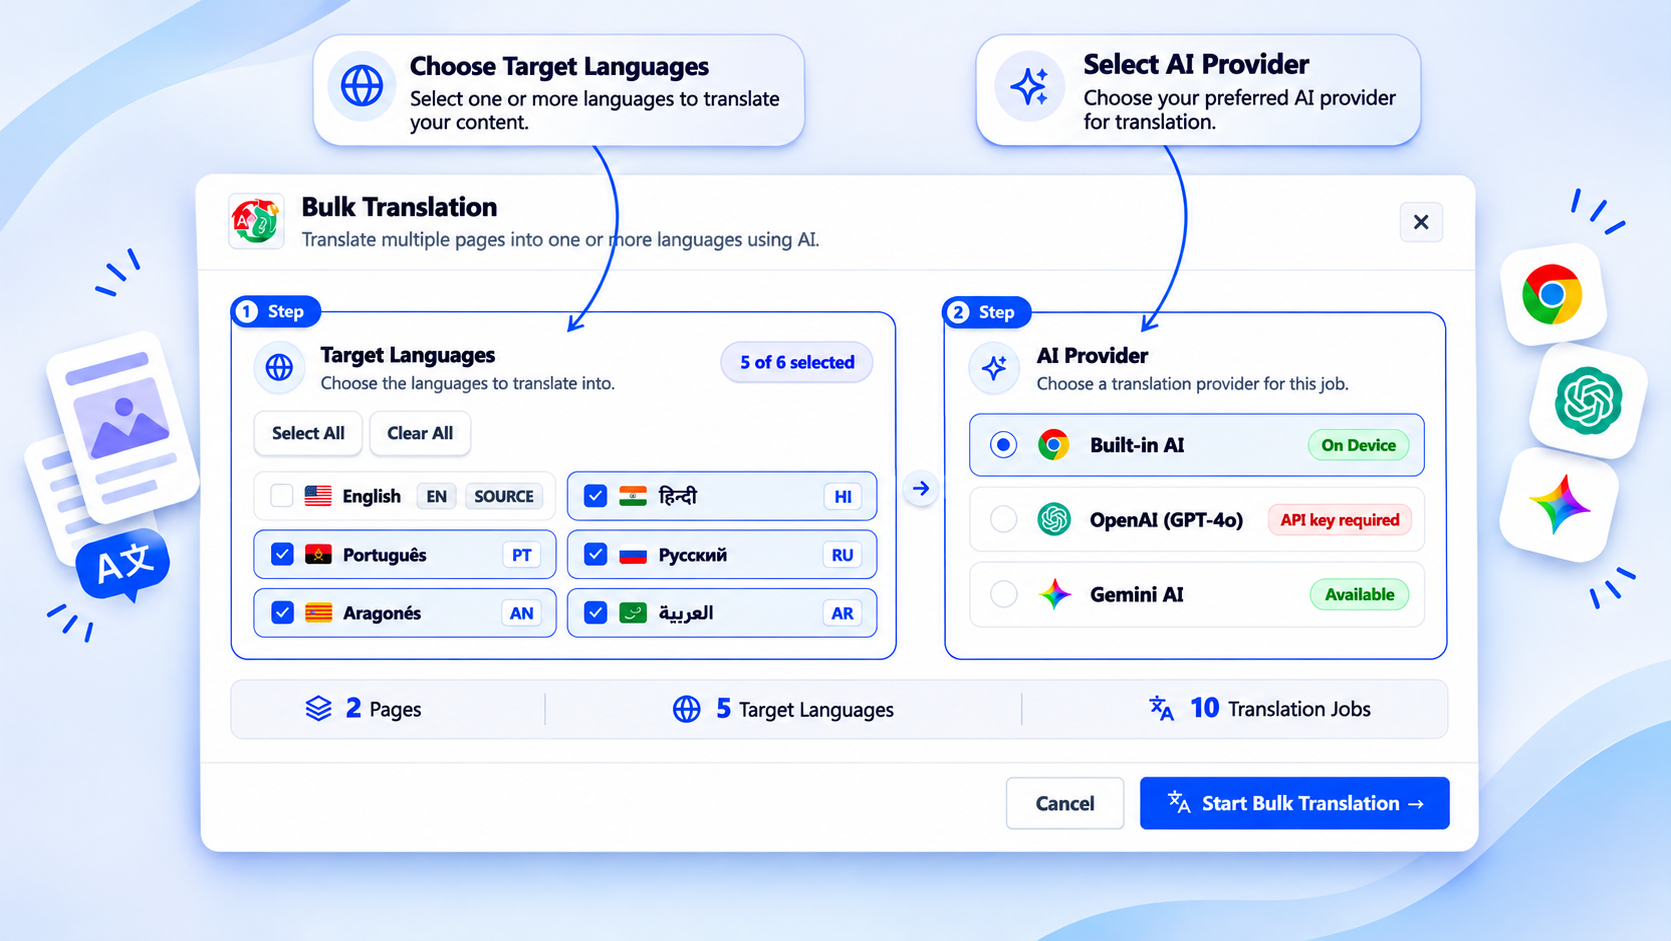 Choose Target Languages
Select one or more languages to translate
your content.
Select AI Provider
Choose your preferred AI provider
for translation.
Bulk Translation
Translate multiple pages into one or more languages using AI.
1 Step
Target Languages
Choose the languages to translate into.
5 of 6 selected
Select All
Clear All
English EN SOURCE
हिन्दी HI
Português PT
Русский RU
Aragonés AN
العربية AR
2 Step
AI Provider
Choose a translation provider for this job.
Built-in AI On Device
OpenAI (GPT-4o) API key required
Gemini AI Available
2 Pages
5 Target Languages
10 Translation Jobs
Cancel
Start Bulk Translation →
A文